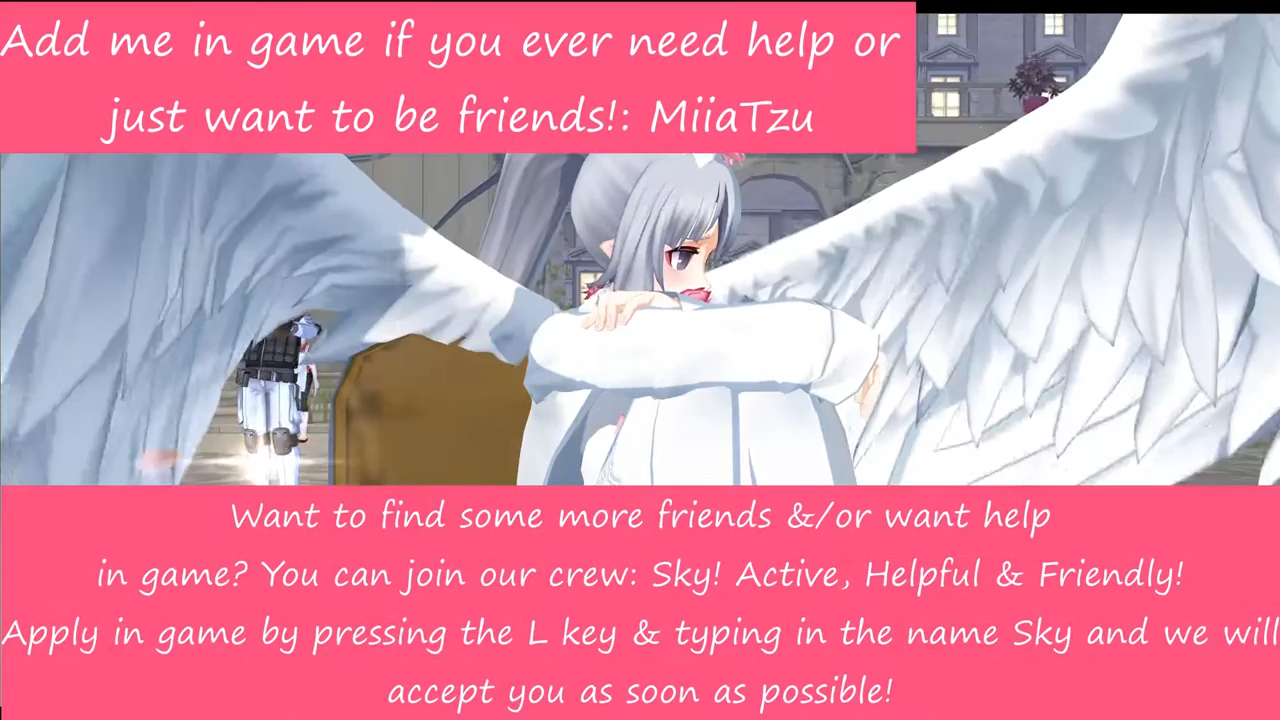 Add me in game if you ever need help or
just want to be friends!: MiiaTzu
Want to find some more friends &/or want help
in game? You can join our crew: Sky! Active, Helpful & Friendly!
Apply in game by pressing the L key & typing in the name Sky and we will
accept you as soon as possible!